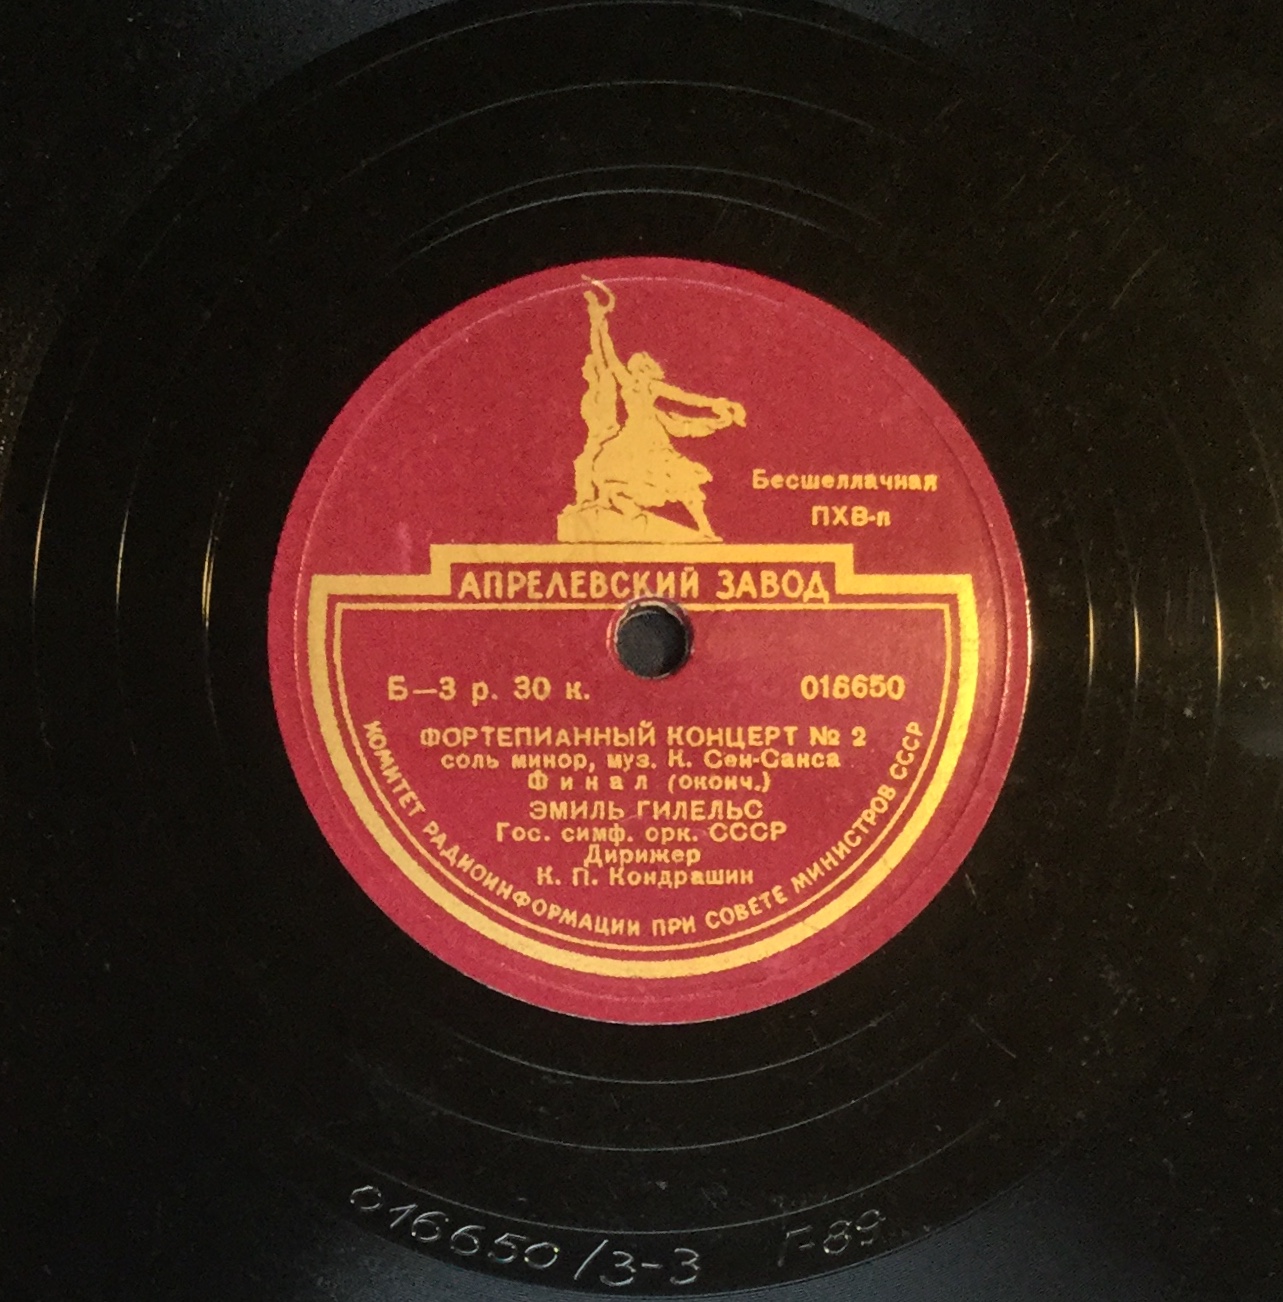 Бесшеллачная
ПХВ-п
АПРЕЛЕВСКИЙ ЗАВОД
Б—3 р. 30 к.
016650
ФОРТЕПИАННЫЙ КОНЦЕРТ № 2
соль минор, муз. К. Сен-Санса
Финал (оконч.)
ЭМИЛЬ ГИЛЕЛЬС
Гос. симф. орк. СССР
Дирижер
К. П. Кондрашин
КОМИТЕТ РАДИОИНФОРМАЦИИ ПРИ СОВЕТЕ МИНИСТРОВ СССР
016650/3-3 Г-89